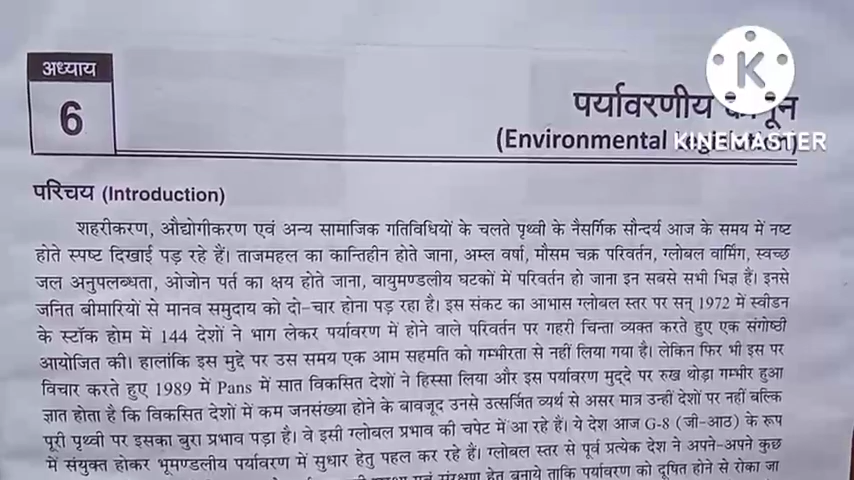 अध्याय
6
पर्यावरणीय
(Environmental
KINEMASTER
परिचय (Introduction)
शहरीकरण, औद्योगीकरण एवं अन्य सामाजिक गतिविधियों के चलते पृथ्वी के नैसर्गिक सौन्दर्य आज के समय में नष्ट
होते स्पष्ट दिखाई पड़ रहे हैं। ताजमहल का कान्तिहीन होते जाना, अम्ल वर्षा, मौसम चक्र परिवर्तन, ग्लोबल वार्मिंग, स्वच्छ
जल अनुपलब्धता, ओजोन पर्त का क्षय होते जाना, वायुमण्डलीय घटकों में परिवर्तन हो जाना इन सबसे सभी भिज्ञ हैं। इनसे
जनित बीमारियों से मानव समुदाय को दो-चार होना पड़ रहा है। इस संकट का आभास ग्लोबल स्तर पर सन् 1972 में स्वीडन
के स्टॉक होम में 144 देशों ने भाग लेकर पर्यावरण में होने वाले परिवर्तन पर गहरी चिन्ता व्यक्त करते हुए एक संगोष्ठी
आयोजित की। हालांकि इस मुद्दे पर उस समय एक आम सहमति को गम्भीरता से नहीं लिया गया है। लेकिन फिर भी इस पर
विचार करते हुए 1989 में Pans में सात विकसित देशों ने हिस्सा लिया और इस पर्यावरण मुद्दे पर रुख थोड़ा गम्भीर हुआ
ज्ञात होता है कि विकसित देशों में कम जनसंख्या होने के बावजूद उनसे उत्सर्जित व्यर्थ से असर मात्र उन्हीं देशों पर नहीं बल्कि
पूरी पृथ्वी पर इसका बुरा प्रभाव पड़ा है। वे इसी ग्लोबल प्रभाव की चपेट में आ रहे हैं। ये देश आज G-8 (जी-आठ) के रूप
में संयुक्त होकर भूमण्डलीय पर्यावरण में सुधार हेतु पहल कर रहे हैं। ग्लोबल स्तर से पूर्व प्रत्येक देश ने अपने-अपने कुछ
एवं संरक्षण हेतु बनाये ताकि पर्यावरण को दूषित होने से रोका जा